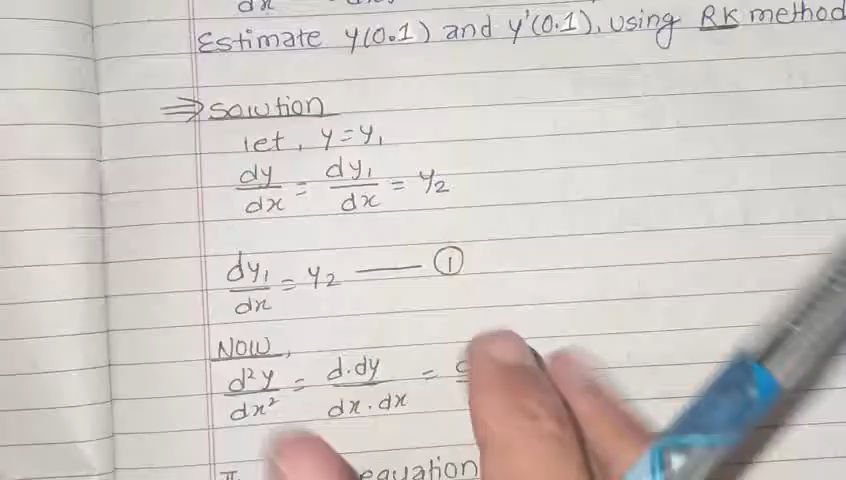 dx
Estimate y(0.1) and y'(0.1), using RK method
⇒ Solution
let, y = y₁
dy/dx = dy₁/dx = y₂
dy₁/dx = y₂ —— ①
Now,
d²y/dx² = d.dy/dx.dx =
equation